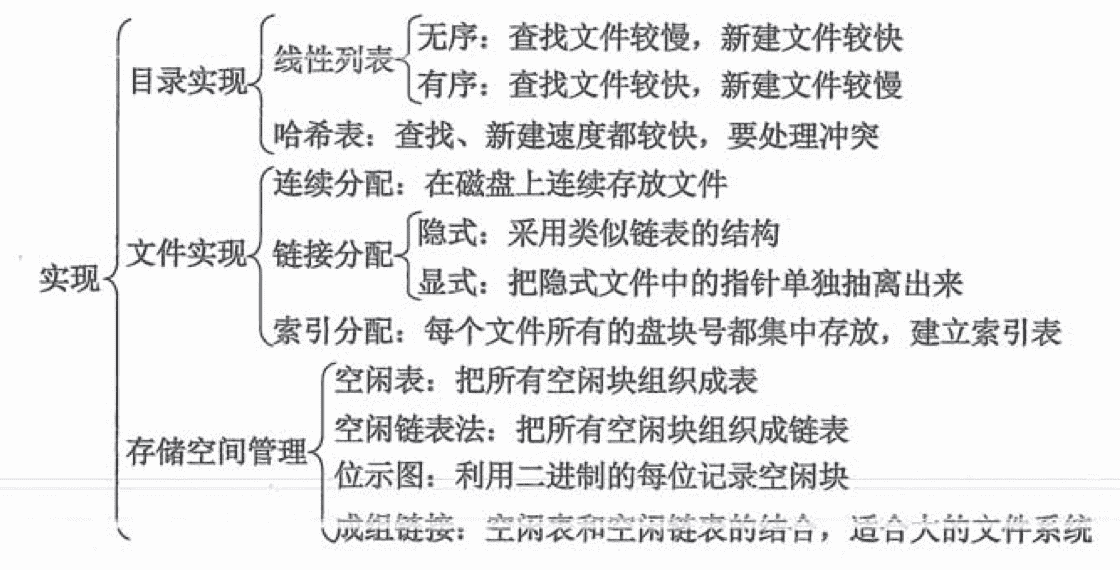 实现
目录实现
线性列表
无序：查找文件较慢，新建文件较快
有序：查找文件较快，新建文件较慢
哈希表：查找、新建速度都较快，要处理冲突
文件实现
连续分配：在磁盘上连续存放文件
链接分配
隐式：采用类似链表的结构
显式：把隐式文件中的指针单独抽离出来
索引分配：每个文件所有的盘块号都集中存放，建立索引表
存储空间管理
空闲表：把所有空闲块组织成表
空闲链表法：把所有空闲块组织成链表
位示图：利用二进制的每位记录空闲块
成组链接：空闲表和空闲链表的结合，适合大的文件系统